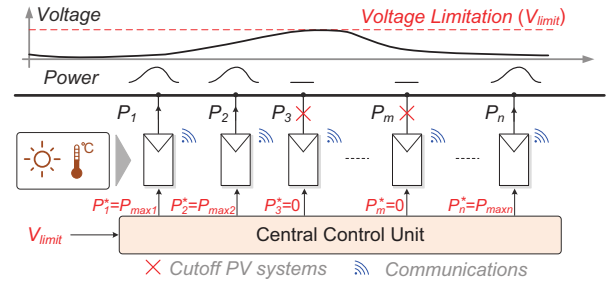 Voltage
Voltage Limitation (Vlimit)
Power
P1 P2 P3 Pm Pn
°C
P1*=Pmax1 P2*=Pmax2 P3*=0 Pm*=0 Pn*=Pmaxn
Vlimit
Central Control Unit
Cutoff PV systems Communications